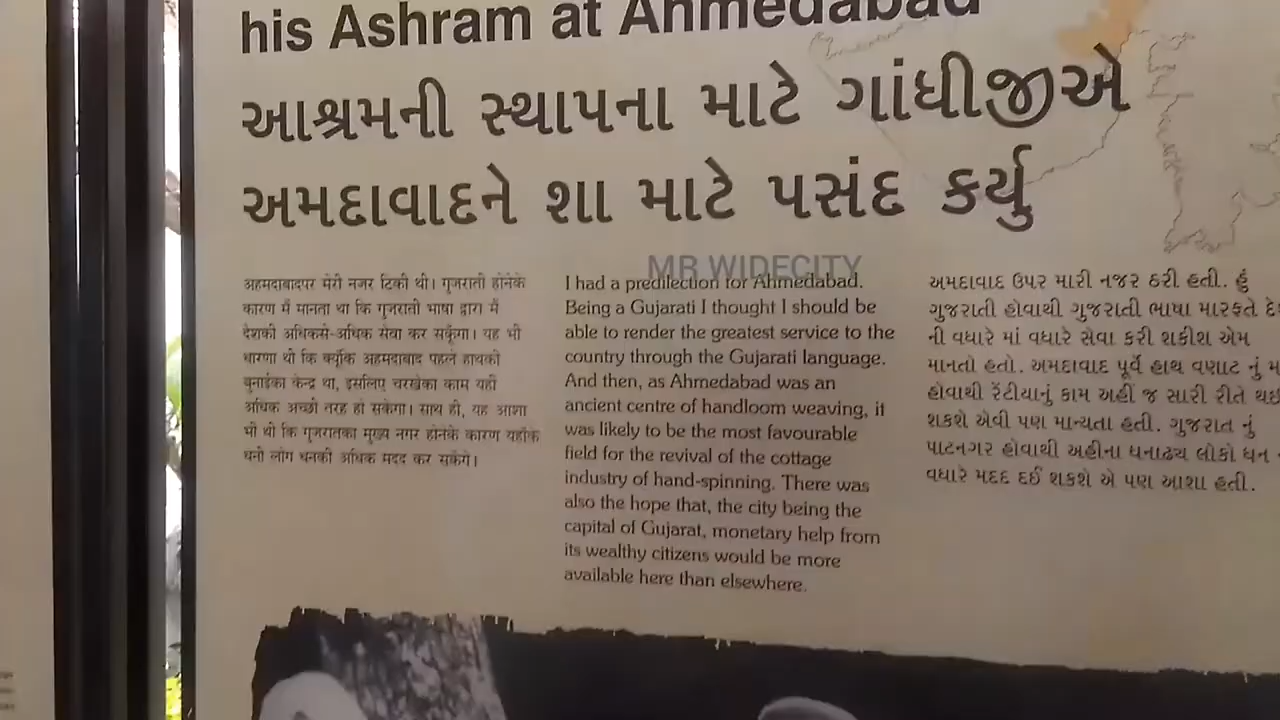 his Ashram at Ahmedabad
આશ્રમની સ્થાપના માટે ગાંધીજીએ
અમદાવાદને શા માટે પસંદ કર્યુ
MR WIDECITY
अहमदाबादपर मेरी नजर टिकी थी। गुजराती होनेके
कारण मैं मानता था कि गुजराती भाषा द्वारा मैं
देशकी अधिकसे-अधिक सेवा कर सकूँगा। यह भी
धारणा थी कि क्यूँकि अहमदाबाद पहले हाथकी
बुनाईका केन्द्र था, इसलिए चरखेका काम यहीं
अधिक अच्छी तरह हो सकेगा। साथ ही, यह आशा
भी थी कि गुजरातका मुख्य नगर होनेके कारण यहाँके
धनी लोग धनकी अधिक मदद कर सकेंगे।
I had a predilection for Ahmedabad.
Being a Gujarati I thought I should be
able to render the greatest service to the
country through the Gujarati language.
And then, as Ahmedabad was an
ancient centre of handloom weaving, it
was likely to be the most favourable
field for the revival of the cottage
industry of hand-spinning. There was
also the hope that, the city being the
capital of Gujarat, monetary help from
its wealthy citizens would be more
available here than elsewhere.
અમદાવાદ ઉપર મારી નજર ઠરી હતી. હું
ગુજરાતી હોવાથી ગુજરાતી ભાષા મારફતે
ની વધારે માં વધારે સેવા કરી શકીશ એમ
માનતો હતો. અમદાવાદ પૂર્વે હાથ વણાટ નું
હોવાથી રેંટીયાનું કામ અહીં જ સારી રીતે
શકશે એવી પણ માન્યતા હતી. ગુજરાત નું
પાટનગર હોવાથી અહીના ધનાઢય લોકો ધન
વધારે મદદ દઈ શકશે એ પણ આશા હતી.